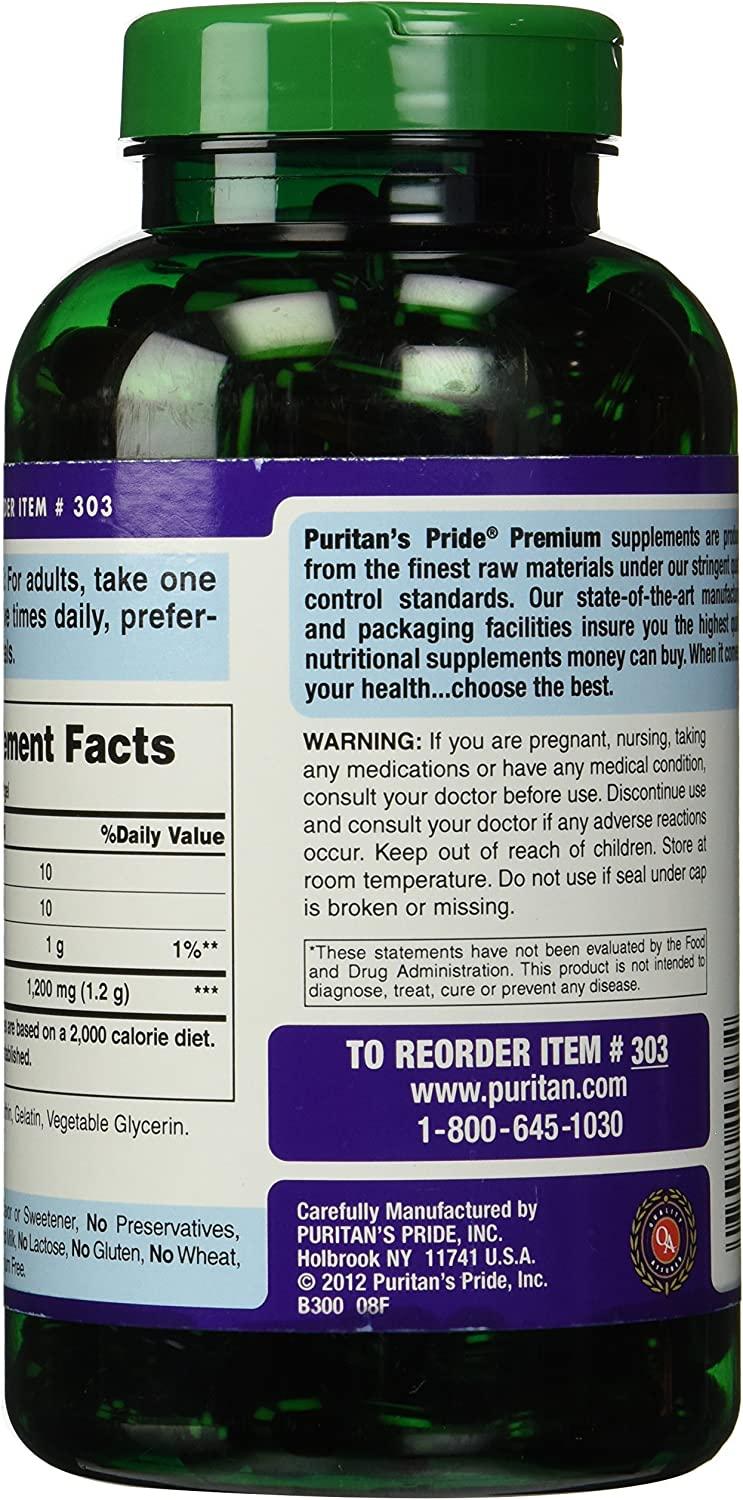 ITEM # 303
For adults, take one
times daily, prefer-
Facts
%Daily Value
10
10
1 g 1%**
1,200 mg (1.2 g) ***
are based on a 2,000 calorie diet.
Gelatin, Vegetable Glycerin.
or Sweetener, No Preservatives,
Milk, No Lactose, No Gluten, No Wheat,
Free.
Puritan's Pride® Premium supplements are
from the finest raw materials under our stringent
control standards. Our state-of-the-art
and packaging facilities insure you the highest
nutritional supplements money can buy. When it
your health...choose the best.
WARNING: If you are pregnant, nursing, taking
any medications or have any medical condition,
consult your doctor before use. Discontinue use
and consult your doctor if any adverse reactions
occur. Keep out of reach of children. Store at
room temperature. Do not use if seal under cap
is broken or missing.
*These statements have not been evaluated by the Food
and Drug Administration. This product is not intended to
diagnose, treat, cure or prevent any disease.
TO REORDER ITEM # 303
www.puritan.com
1-800-645-1030
Carefully Manufactured by
PURITAN'S PRIDE, INC.
Holbrook NY 11741 U.S.A.
© 2012 Puritan's Pride, Inc.
B300 08F
QUALITY
QA
ASSURED